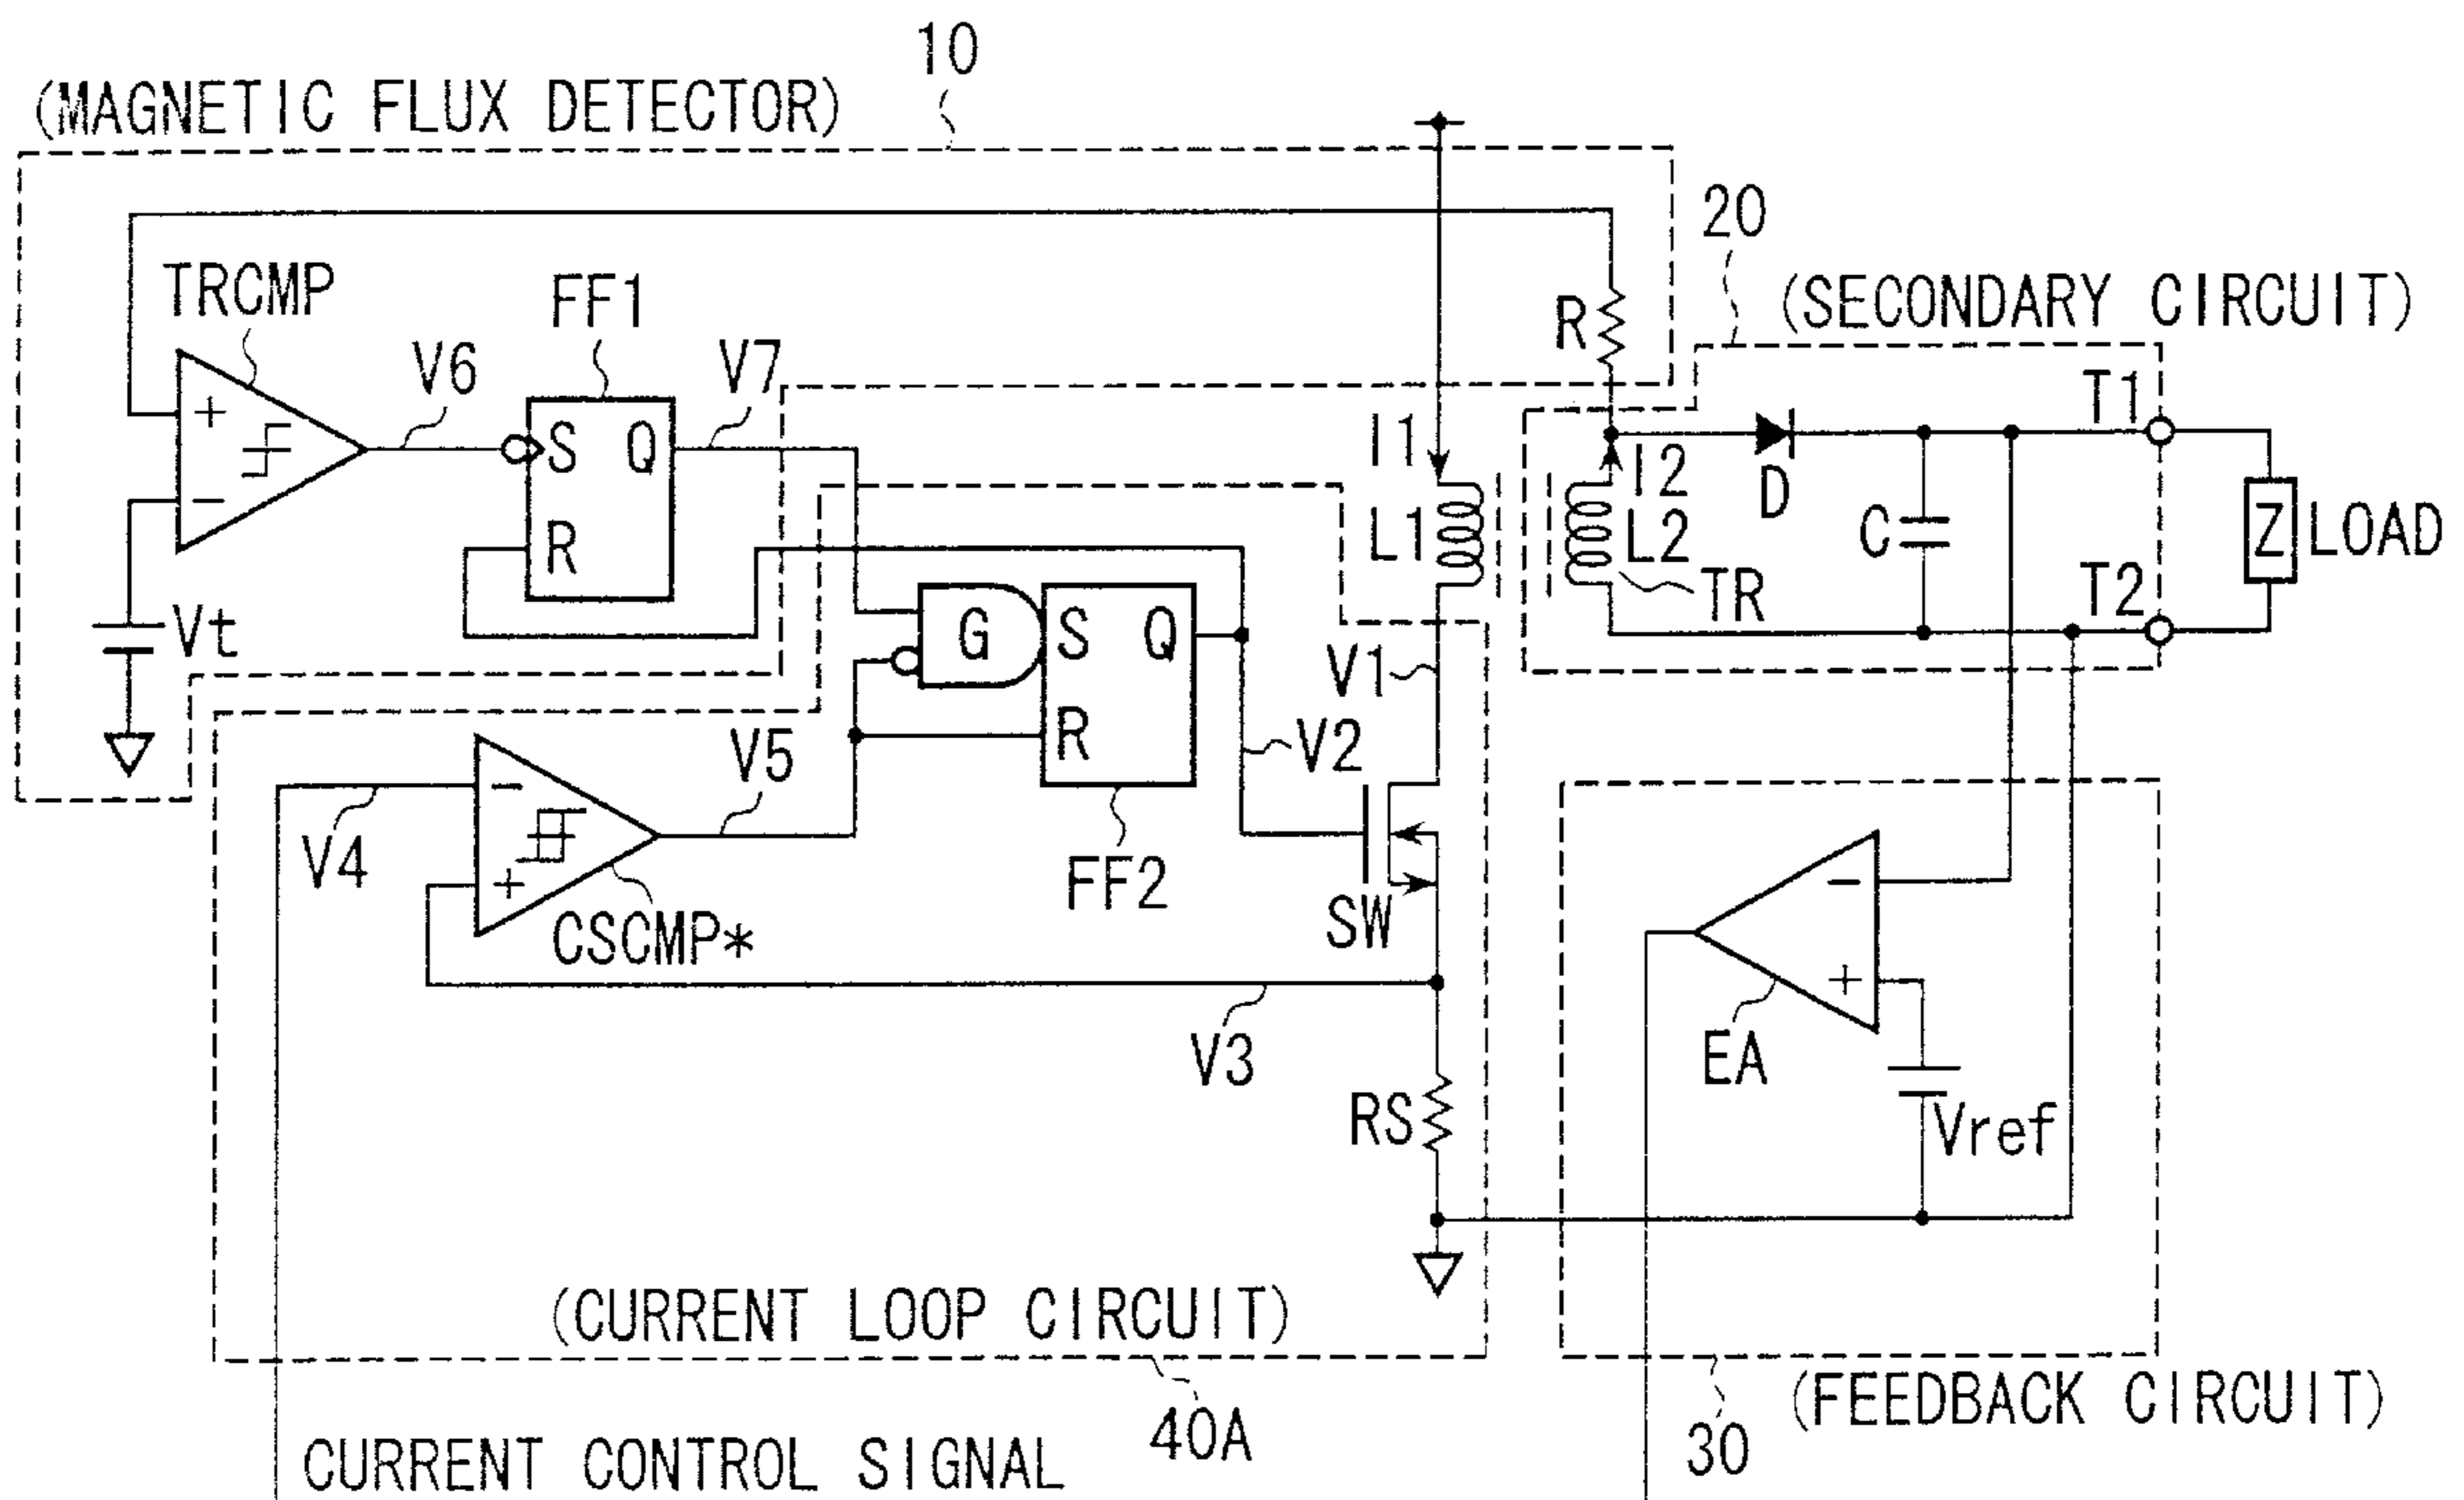 10
(MAGNETIC FLUX DETECTOR)
20
TRCMP
FF1
R
(SECONDARY CIRCUIT)
V6
V7
T1
+
S
Q
I1
I2
D
−
R
L1
L2
C
Z
LOAD
TR
T2
Vt
G
S
Q
V1
R
V2
V5
−
V4
+
FF2
SW
−
CSCMP*
+
V3
EA
RS
Vref
(CURRENT LOOP CIRCUIT)
40A
30
(FEEDBACK CIRCUIT)
CURRENT CONTROL SIGNAL